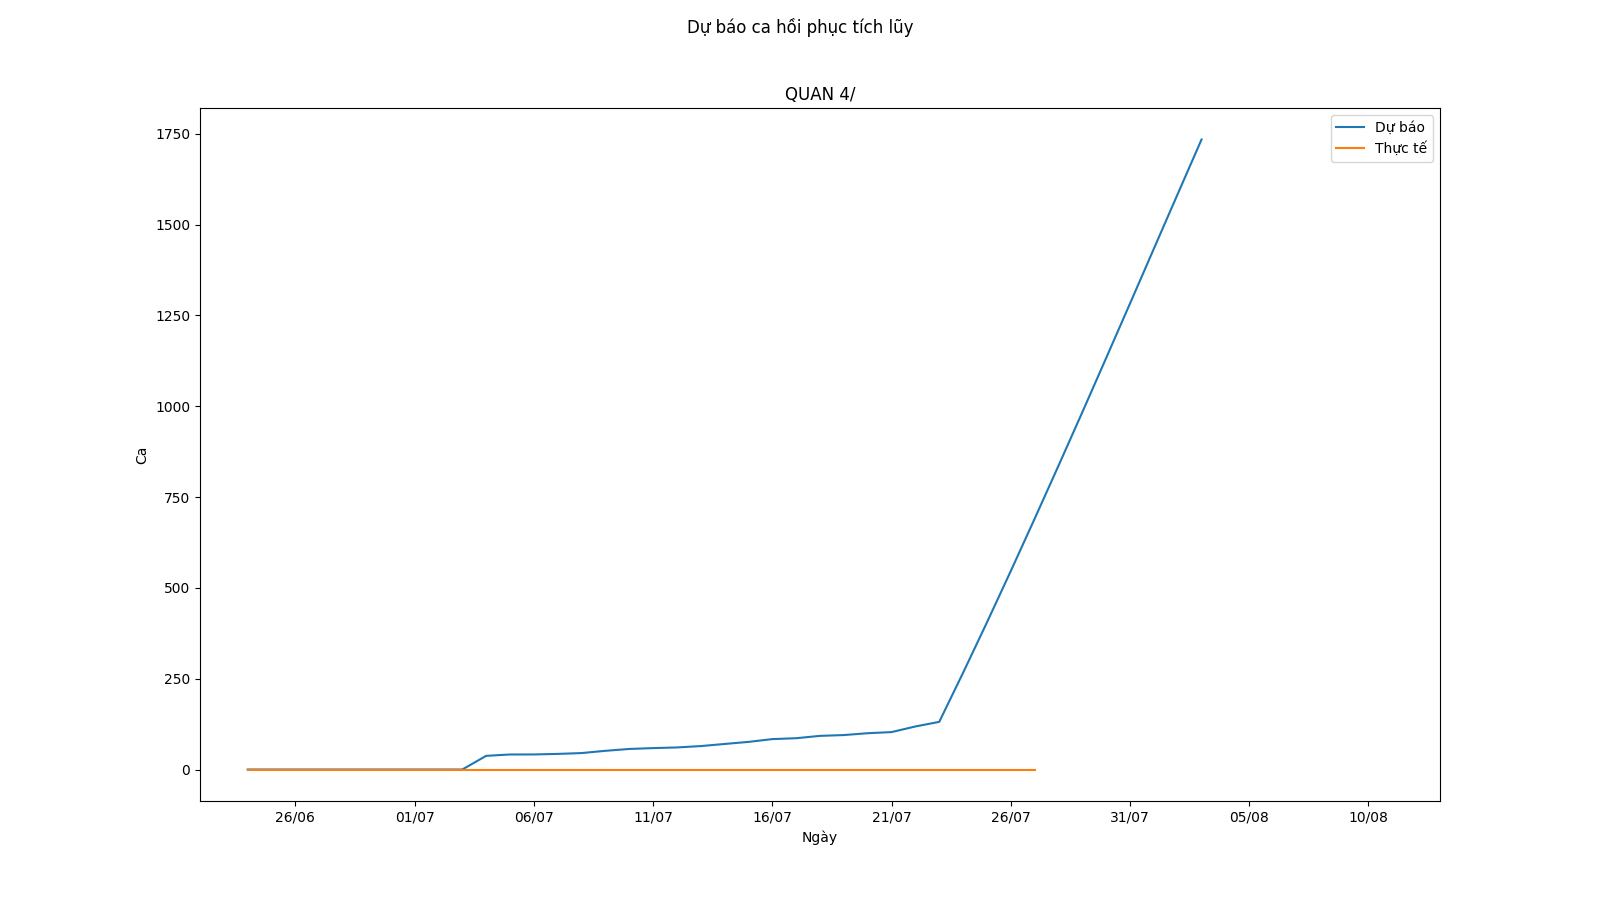 Dự báo ca hồi phục tích lũy
QUAN 4/
Dự báo
Thực tế
1750
1500
1250
1000
750
500
250
0
Ca
26/06 01/07 06/07 11/07 16/07 21/07 26/07 31/07 05/08 10/08
Ngày